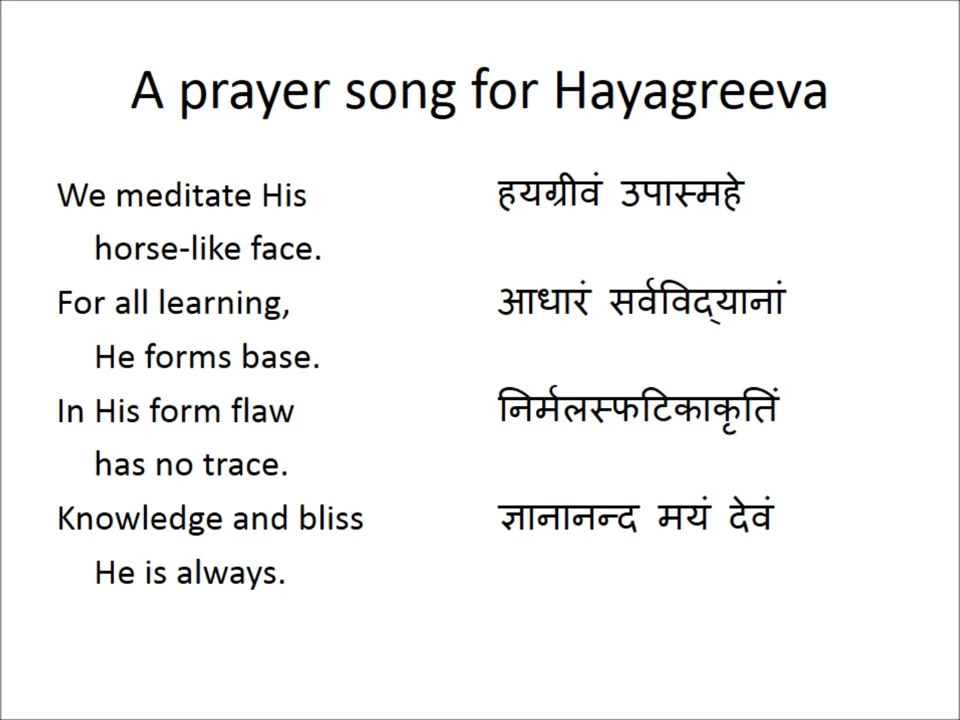 A prayer song for Hayagreeva
We meditate His
horse-like face.
For all learning,
He forms base.
In His form flaw
has no trace.
Knowledge and bliss
He is always.
हयग्रीवं उपास्महे
आधारं सर्वविद्‌यानां
निर्मलस्फटिकाकृतिं
ज्ञानानन्द मयं देवं